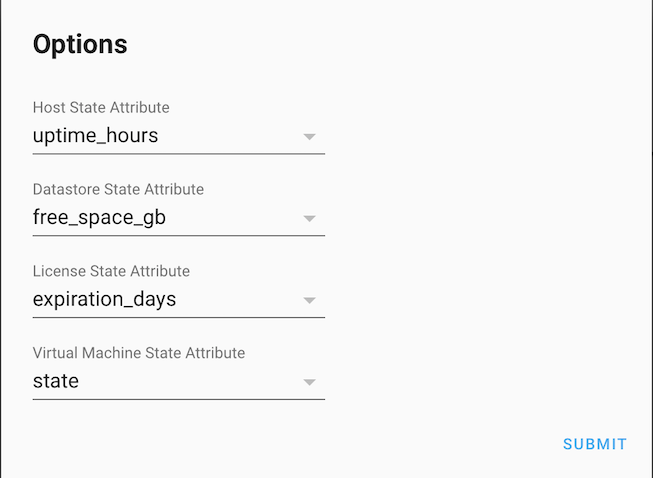 Options
Host State Attribute
uptime_hours
Datastore State Attribute
free_space_gb
License State Attribute
expiration_days
Virtual Machine State Attribute
state
SUBMIT